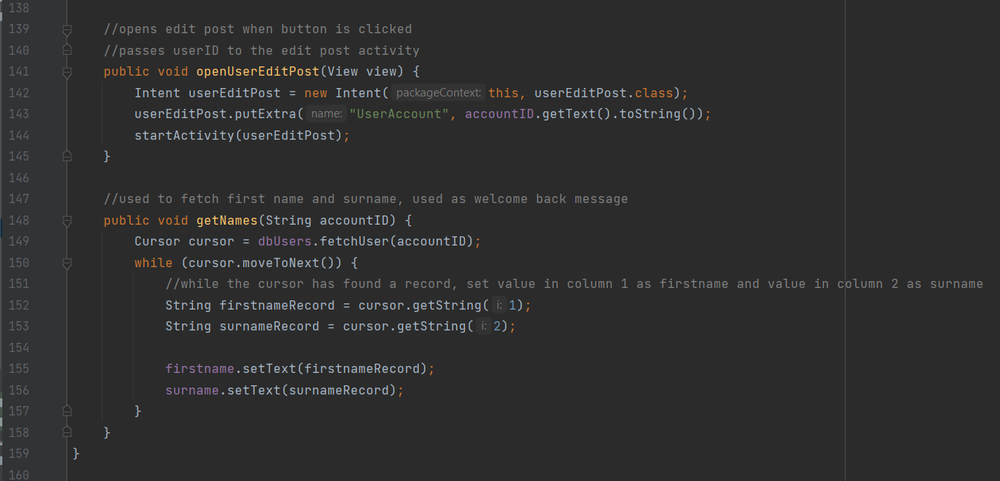 138
139 //opens edit post when button is clicked
140 //passes userID to the edit post activity
141 public void openUserEditPost(View view) {
142 Intent userEditPost = new Intent( packageContext: this, userEditPost.class);
143 userEditPost.putExtra( name: "UserAccount", accountID.getText().toString());
144 startActivity(userEditPost);
145 }
146
147 //used to fetch first name and surname, used as welcome back message
148 public void getNames(String accountID) {
149 Cursor cursor = dbUsers.fetchUser(accountID);
150 while (cursor.moveToNext()) {
151 //while the cursor has found a record, set value in column 1 as firstname and value in column 2 as surname
152 String firstnameRecord = cursor.getString( i: 1);
153 String surnameRecord = cursor.getString( i: 2);
154
155 firstname.setText(firstnameRecord);
156 surname.setText(surnameRecord);
157 }
158 }
159 }
160